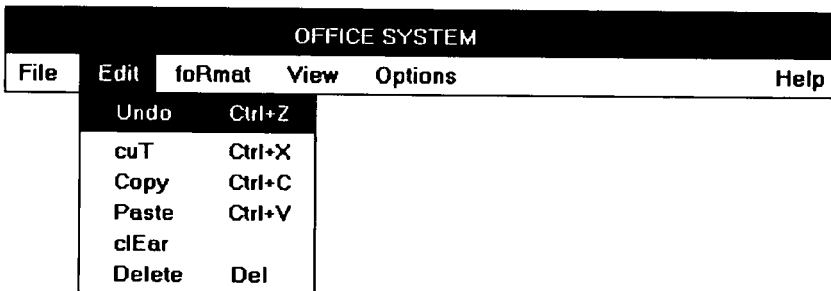 OFFICE SYSTEM
File Edit foRmat View Options Help
Undo Ctrl+Z
cuT Ctrl+X
Copy Ctrl+C
Paste Ctrl+V
clEar
Delete Del